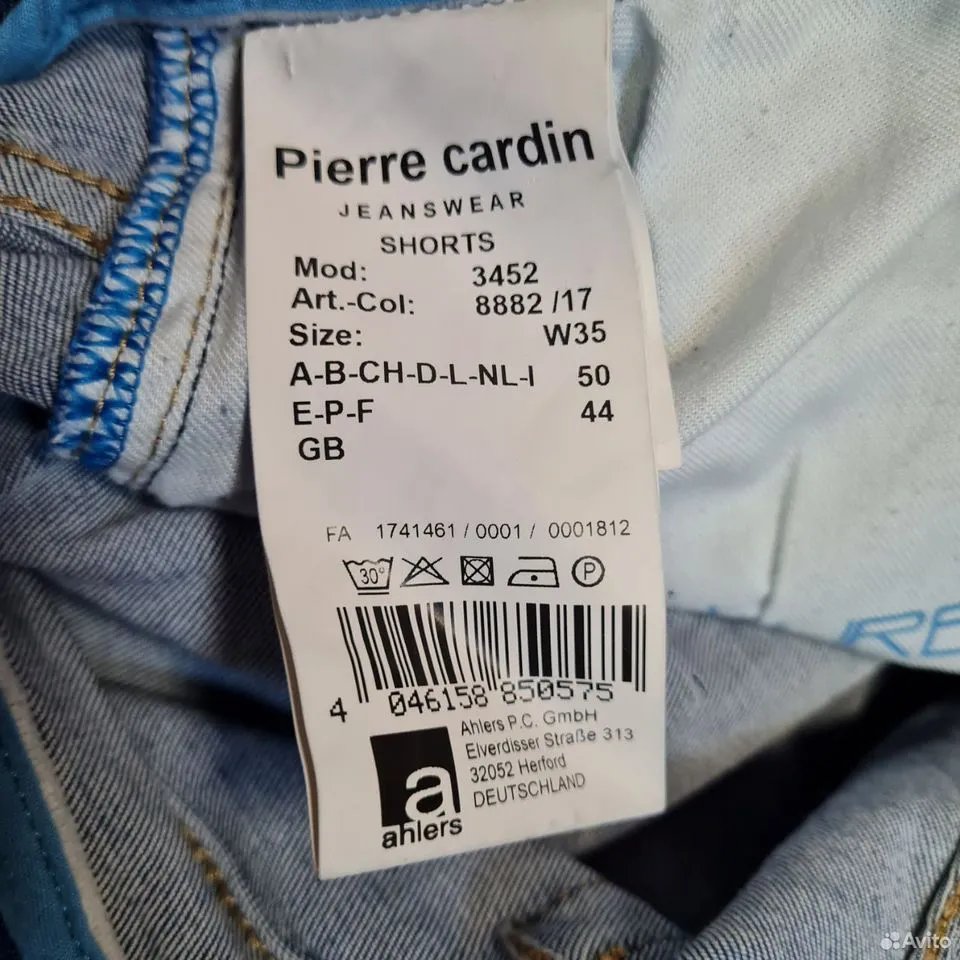 Pierre cardin
JEANSWEAR
SHORTS
Mod: 3452
Art.-Col: 8882 /17
Size: W35
A-B-CH-D-L-NL-I 50
E-P-F 44
GB
FA 1741461 / 0001 / 0001812
30° P
4 046158 850575
Ahlers P.C. GmbH
Elverdisser Straße 313
32052 Herford
DEUTSCHLAND
a
ahlers
Avito